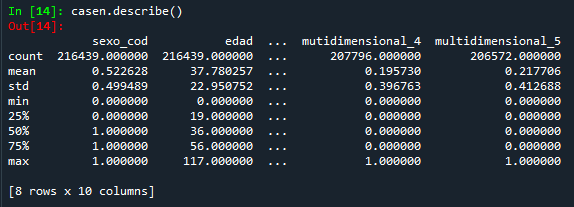 In [14]: casen.describe()
Out[14]:
sexo_cod edad ... mutidimensional_4 multidimensional_5
count 216439.000000 216439.000000 ... 207796.000000 206572.000000
mean 0.522628 37.780257 ... 0.195730 0.217706
std 0.499489 22.950752 ... 0.396763 0.412688
min 0.000000 0.000000 ... 0.000000 0.000000
25% 0.000000 19.000000 ... 0.000000 0.000000
50% 1.000000 36.000000 ... 0.000000 0.000000
75% 1.000000 56.000000 ... 0.000000 0.000000
max 1.000000 117.000000 ... 1.000000 1.000000
[8 rows x 10 columns]